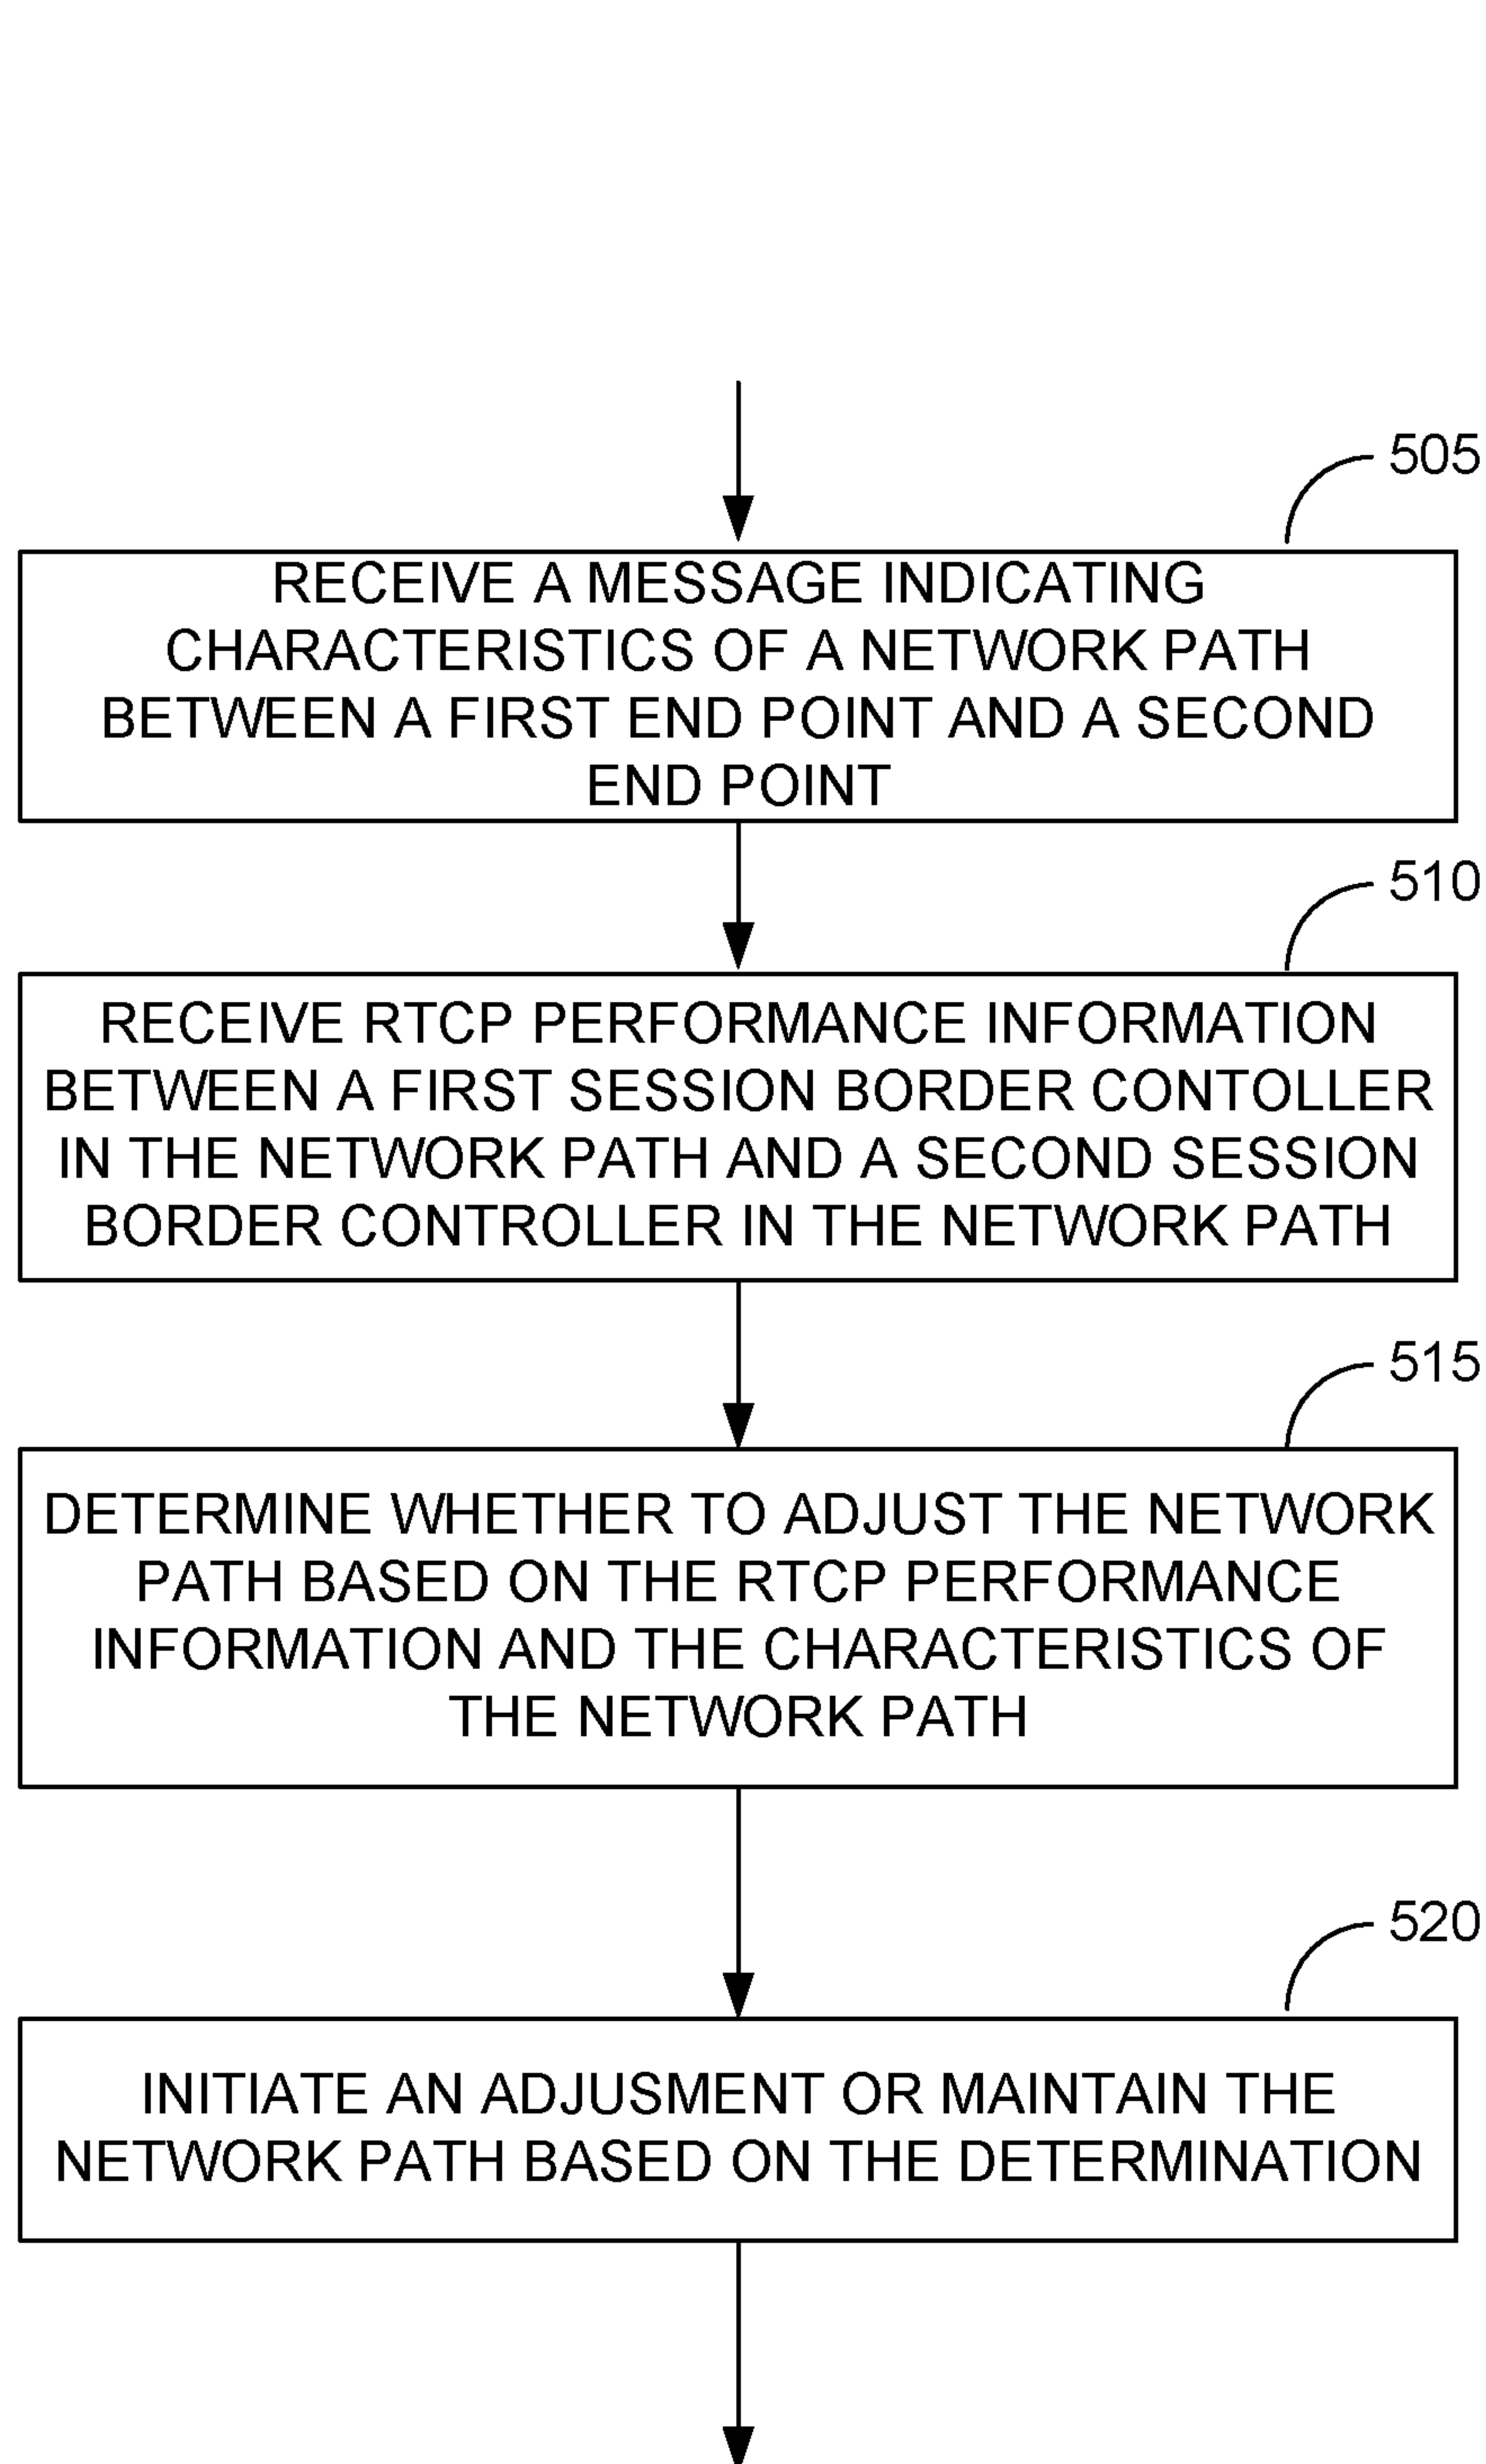 505
RECEIVE A MESSAGE INDICATING
CHARACTERISTICS OF A NETWORK PATH
BETWEEN A FIRST END POINT AND A SECOND
END POINT
510
RECEIVE RTCP PERFORMANCE INFORMATION
BETWEEN A FIRST SESSION BORDER CONTOLLER
IN THE NETWORK PATH AND A SECOND SESSION
BORDER CONTROLLER IN THE NETWORK PATH
515
DETERMINE WHETHER TO ADJUST THE NETWORK
PATH BASED ON THE RTCP PERFORMANCE
INFORMATION AND THE CHARACTERISTICS OF
THE NETWORK PATH
520
INITIATE AN ADJUSMENT OR MAINTAIN THE
NETWORK PATH BASED ON THE DETERMINATION